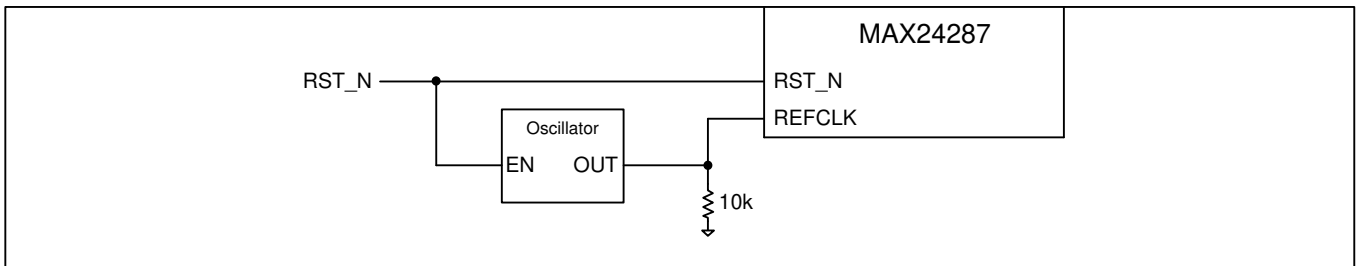 MAX24287
RST_N
RST_N
REFCLK
Oscillator
EN OUT
10k